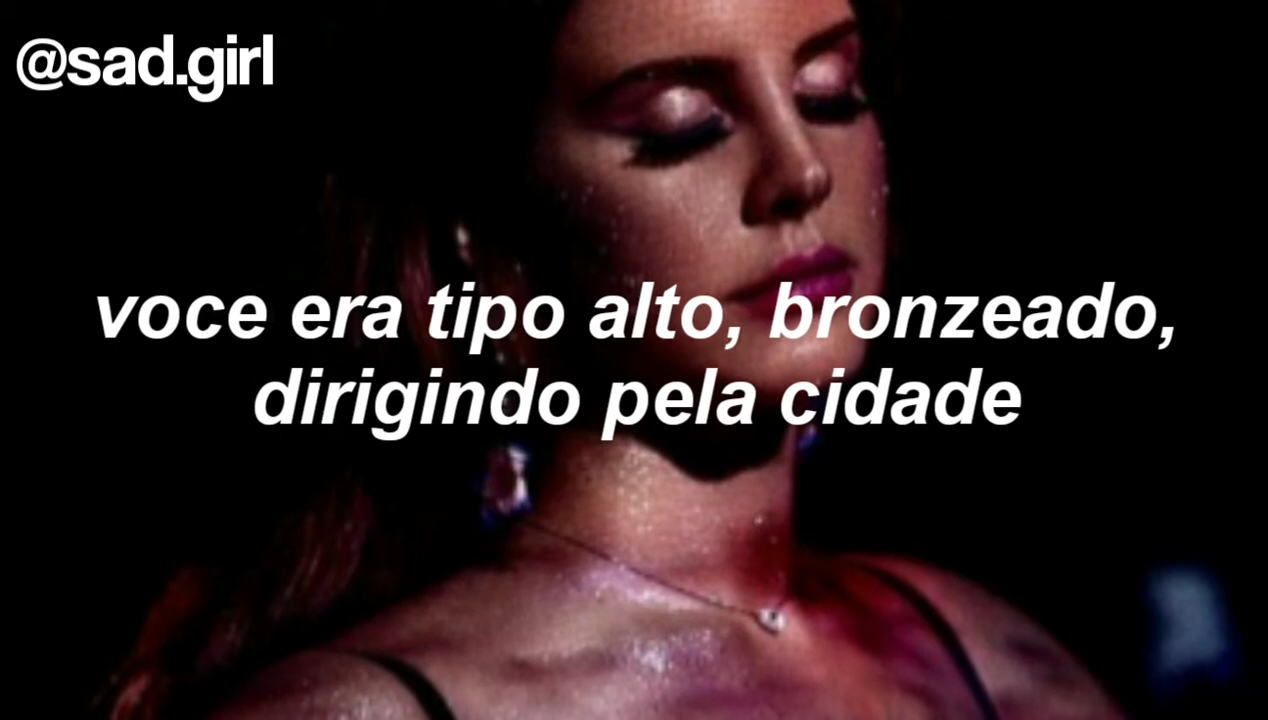 @sad.girl
voce era tipo alto, bronzeado,
dirigindo pela cidade